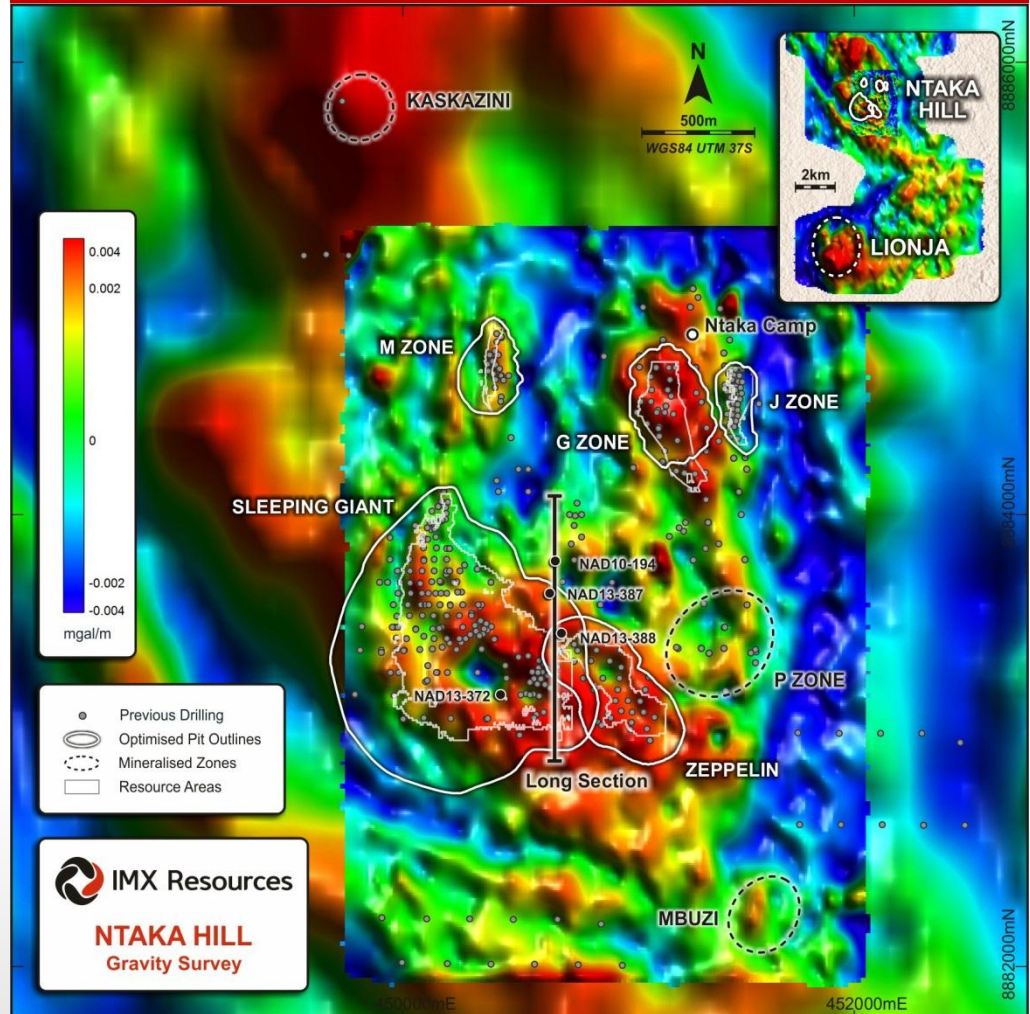 KASKAZINI
N
500m
WGS84 UTM 37S
NTAKA
HILL
2km
LIONJA
8886000mN
0.004
0.002
0
-0.002
-0.004
mgal/m
M ZONE
Ntaka Camp
J ZONE
G ZONE
SLEEPING GIANT
8884000mN
NAD10-194
NAD13-387
NAD13-388
NAD13-372
P ZONE
ZEPPELIN
Long Section
Previous Drilling
Optimised Pit Outlines
Mineralised Zones
Resource Areas
IMX Resources
NTAKA HILL
Gravity Survey
MBUZI
8882000mN
450000mE
452000mE